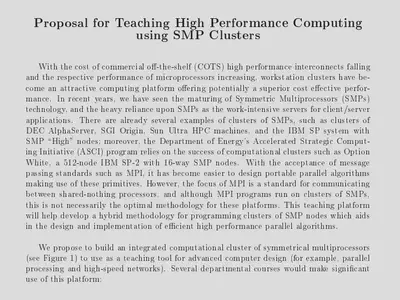 Proposal for Teaching High Performance Computing
using SMP Clusters
With the cost of commercial off-the-shelf (COTS) high performance interconnects falling
and the respective performance of microprocessors increasing, workstation clusters have be-
come an attractive computing platform offering potentially a superior cost effective perfor-
mance. In recent years, we have seen the maturing of Symmetric Multiprocessors (SMPs)
technology, and the heavy reliance upon SMPs as the work-intensive servers for client/server
applications. There are already several examples of clusters of SMPs, such as clusters of
DEC AlphaServer, SGI Origin, Sun Ultra HPC machines, and the IBM SP system with
SMP “High” nodes; moreover, the Department of Energy's Accelerated Strategic Comput-
ing Initiative (ASCI) program relies on the success of computational clusters such as Option
White, a 512-node IBM SP-2 with 16-way SMP nodes. With the acceptance of message
passing standards such as MPI, it has become easier to design portable parallel algorithms
making use of these primitives. However, the focus of MPI is a standard for communicating
between shared-nothing processors, and although MPI programs run on clusters of SMPs,
this is not necessarily the optimal methodology for these platforms. This teaching platform
will help develop a hybrid methodology for programming clusters of SMP nodes which aids
in the design and implementation of efficient high performance parallel algorithms.
We propose to build an integrated computational cluster of symmetrical multiprocessors
(see Figure 1) to use as a teaching tool for advanced computer design (for example, parallel
processing and high-speed networks). Several departmental courses would make significant
use of this platform: